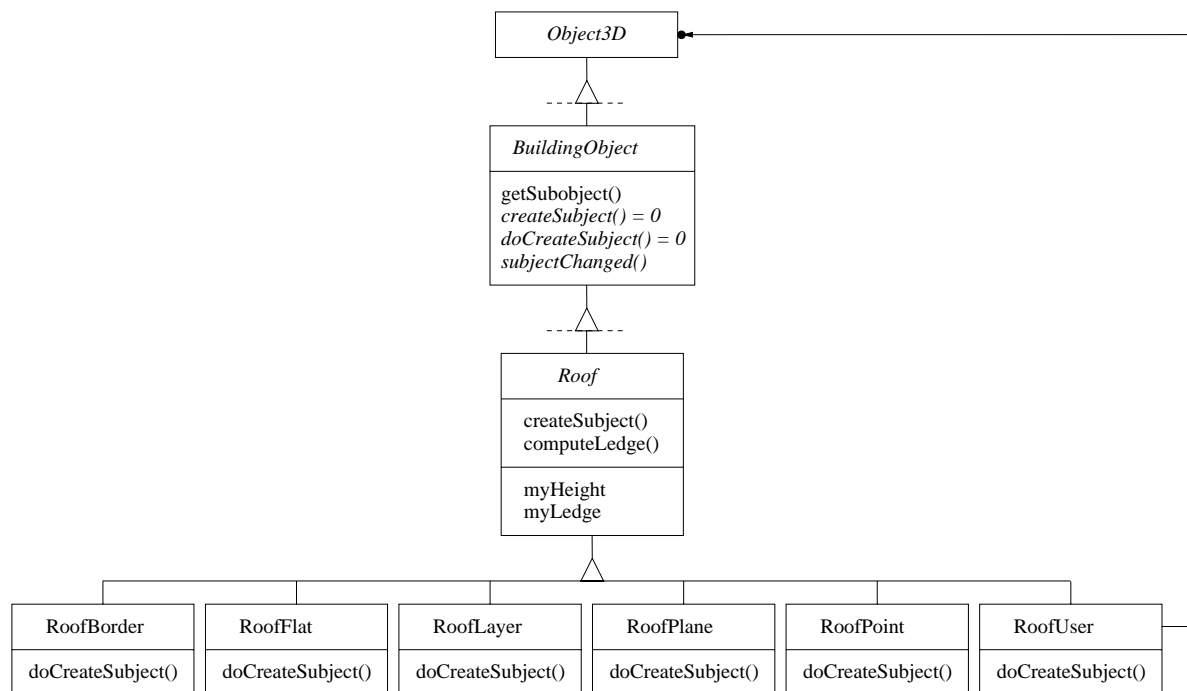 Object3D
BuildingObject
getSubobject()
createSubject() = 0
doCreateSubject() = 0
subjectChanged()
Roof
createSubject()
computeLedge()
myHeight
myLedge
RoofBorder
doCreateSubject()
RoofFlat
doCreateSubject()
RoofLayer
doCreateSubject()
RoofPlane
doCreateSubject()
RoofPoint
doCreateSubject()
RoofUser
doCreateSubject()